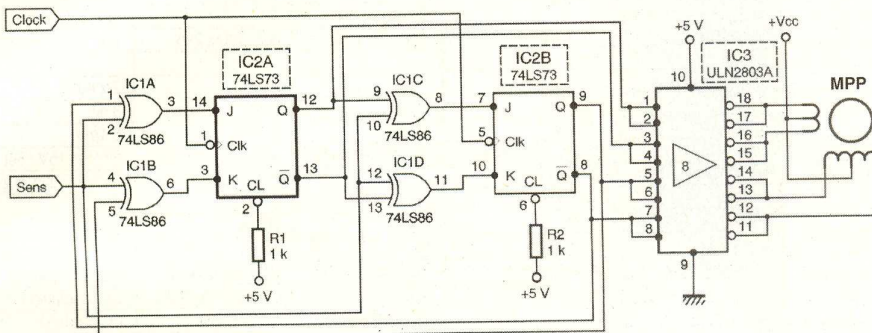 Clock
Sens
IC1A
1
2
3
74LS86
IC1B
4
5
6
74LS86
IC2A
74LS73
14
J
Q
12
1
Clk
13
Q
3
K
CL
2
R1
1 k
+5 V
IC1C
9
10
8
74LS86
IC1D
12
13
11
74LS86
IC2B
74LS73
7
J
Q
9
5
Clk
10
K
Q
8
CL
6
R2
1 k
+5 V
+5 V
10
IC3
ULN2803A
1
2
3
4
5
6
7
8
8
18
17
16
15
14
13
12
11
9
+Vcc
MPP